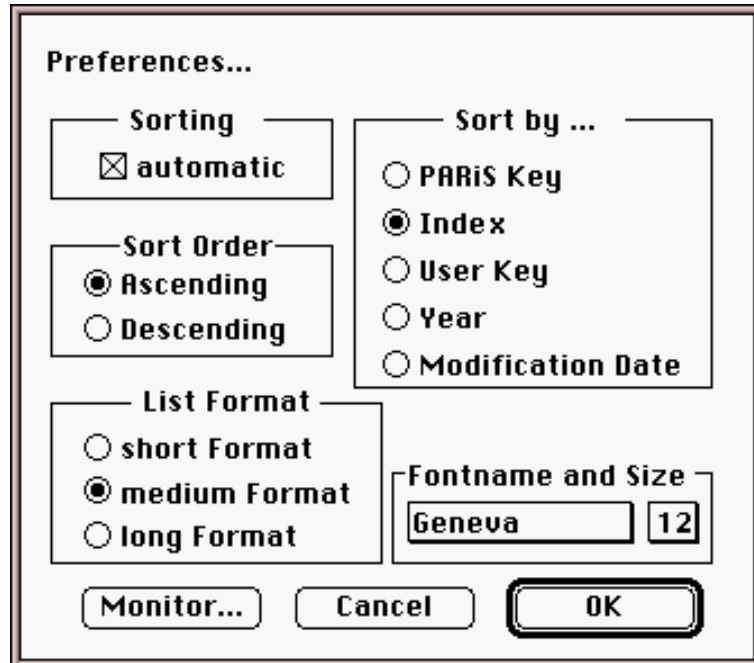 Preferences...
Sorting
automatic
Sort Order
Ascending
Descending
Sort by ...
PARiS Key
Index
User Key
Year
Modification Date
List Format
short Format
medium Format
long Format
Fontname and Size
Geneva 12
Monitor... Cancel OK